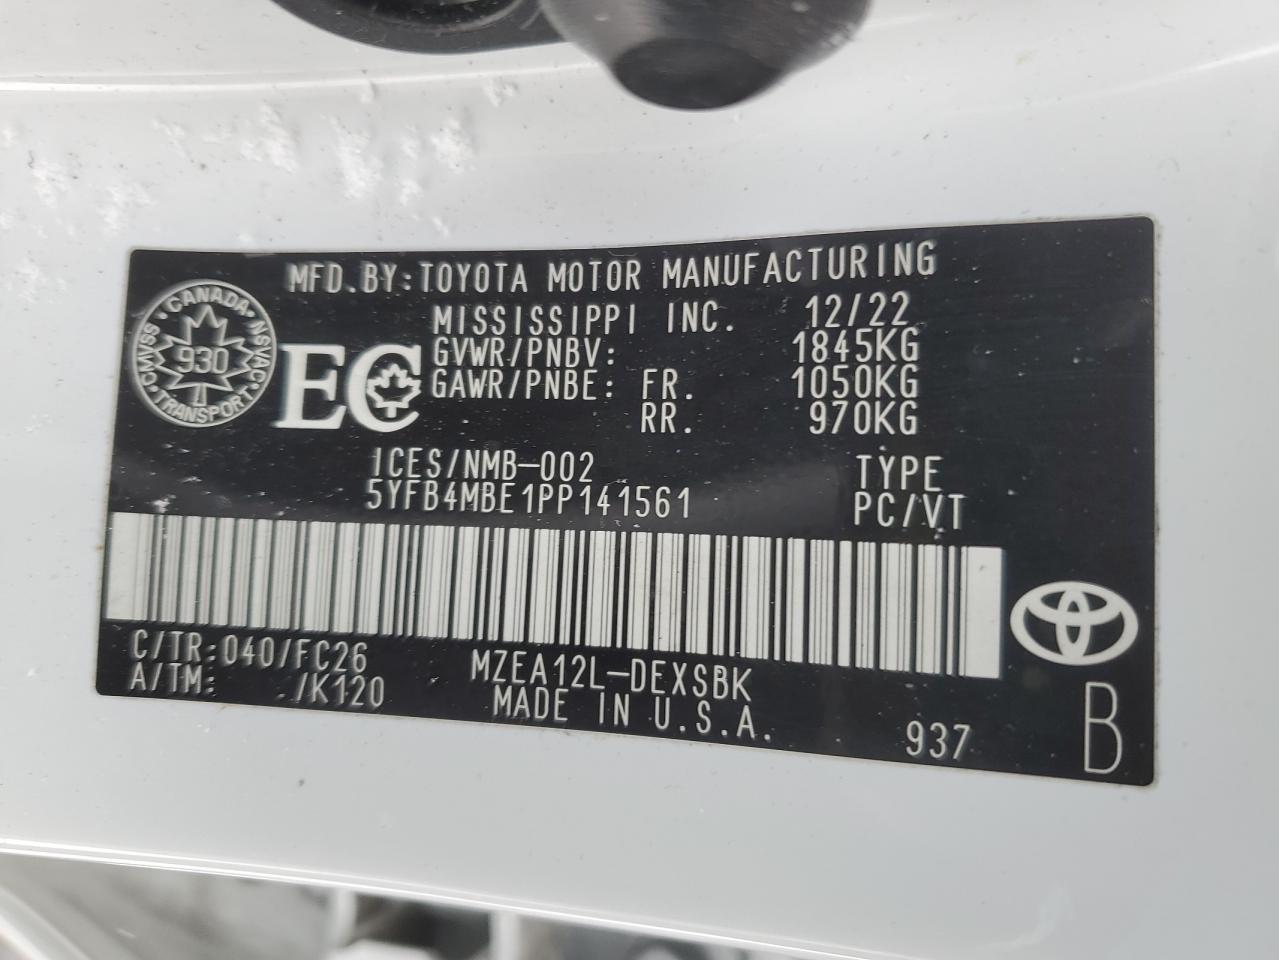 MFD.BY:TOYOTA MOTOR MANUFACTURING
MISSISSIPPI INC. 12/22
GVWR/PNBV: 1845KG
GAWR/PNBE: FR. 1050KG
RR. 970KG
CANADA
930
CMVSS NSVAC
TRANSPORT
EC
ICES/NMB-002
5YFB4MBE1PP141561
TYPE
PC/VT
C/TR:040/FC26
A/TM: /K120
MZEA12L-DEXSBK
MADE IN U.S.A.
937
B